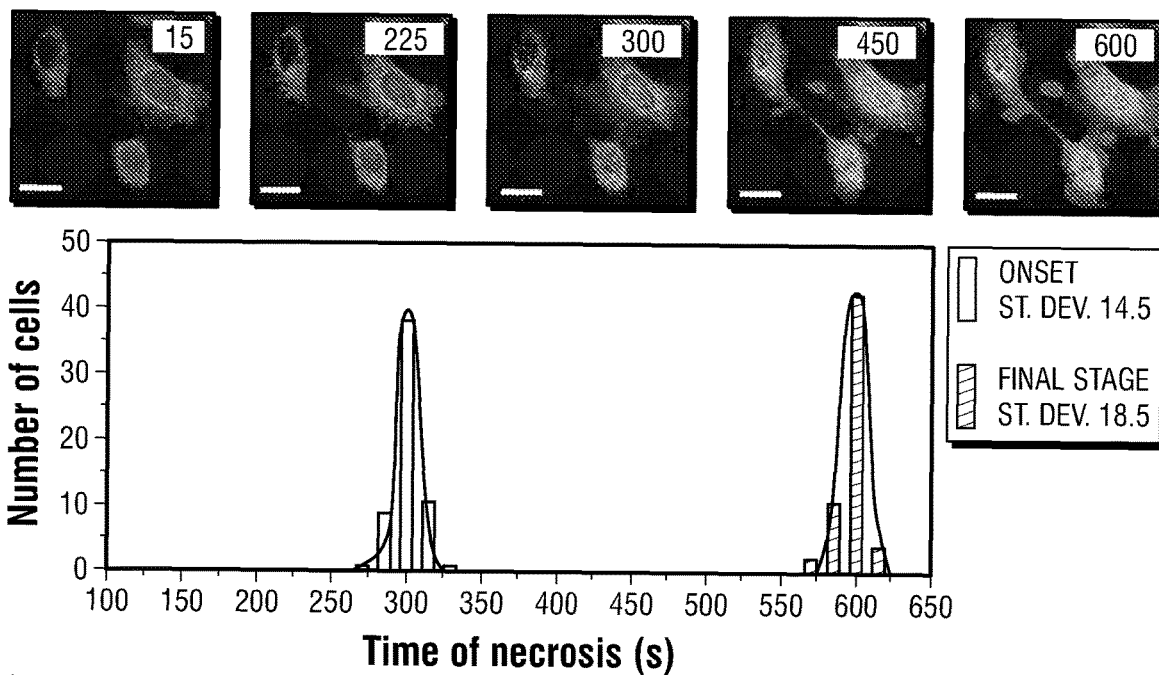 15 225 300 450 600
50
40
30
20
10
0
Number of cells
100 150 200 250 300 350 400 450 500 550 600 650
Time of necrosis (s)
ONSET
ST. DEV. 14.5
FINAL STAGE
ST. DEV. 18.5